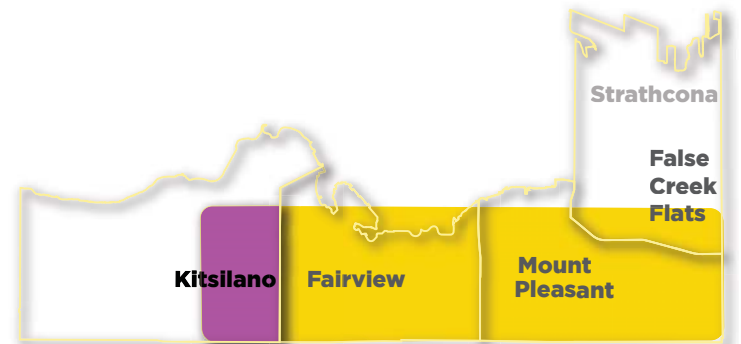 Strathcona
False
Creek
Flats
Kitsilano
Fairview
Mount
Pleasant